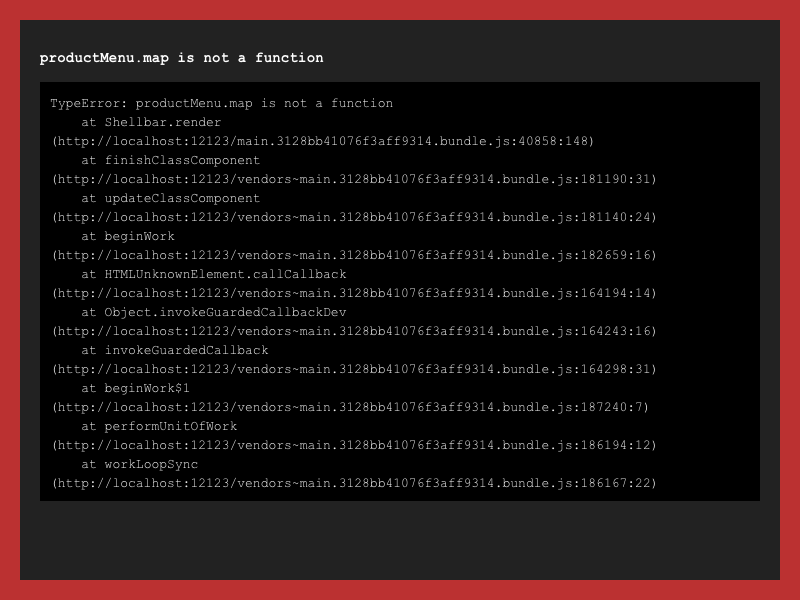 productMenu.map is not a function
TypeError: productMenu.map is not a function
at Shellbar.render
(http://localhost:12123/main.3128bb41076f3aff9314.bundle.js:40858:148)
at finishClassComponent
(http://localhost:12123/vendors~main.3128bb41076f3aff9314.bundle.js:181190:31)
at updateClassComponent
(http://localhost:12123/vendors~main.3128bb41076f3aff9314.bundle.js:181140:24)
at beginWork
(http://localhost:12123/vendors~main.3128bb41076f3aff9314.bundle.js:182659:16)
at HTMLUnknownElement.callCallback
(http://localhost:12123/vendors~main.3128bb41076f3aff9314.bundle.js:164194:14)
at Object.invokeGuardedCallbackDev
(http://localhost:12123/vendors~main.3128bb41076f3aff9314.bundle.js:164243:16)
at invokeGuardedCallback
(http://localhost:12123/vendors~main.3128bb41076f3aff9314.bundle.js:164298:31)
at beginWork$1
(http://localhost:12123/vendors~main.3128bb41076f3aff9314.bundle.js:187240:7)
at performUnitOfWork
(http://localhost:12123/vendors~main.3128bb41076f3aff9314.bundle.js:186194:12)
at workLoopSync
(http://localhost:12123/vendors~main.3128bb41076f3aff9314.bundle.js:186167:22)